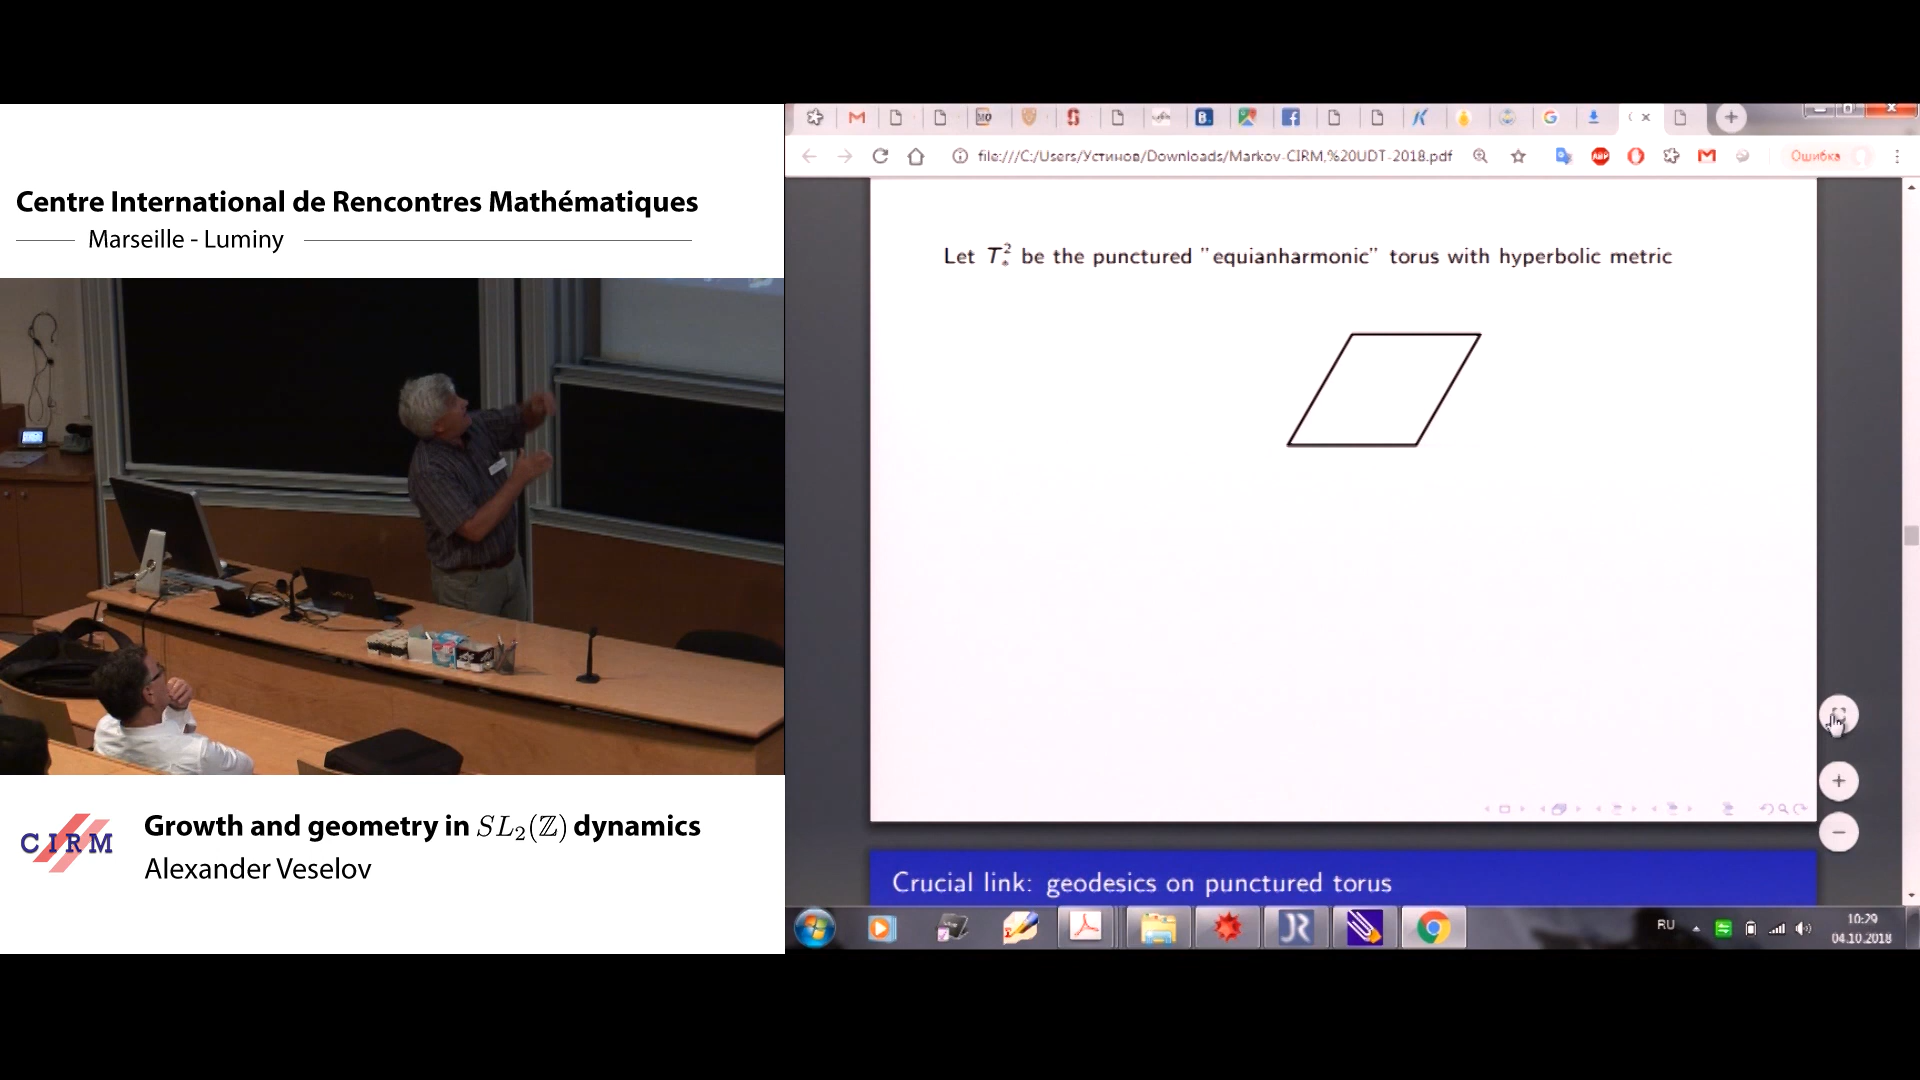 Centre International de Rencontres Mathématiques
Marseille - Luminy
CIRM
Growth and geometry in SL₂(ℤ) dynamics
Alexander Veselov
file:///C:/Users/Устинов/Downloads/Markov-CIRM,%20UDT-2018.pdf
ABP
Ошибка
Let T²* be the punctured "equianharmonic" torus with hyperbolic metric
Crucial link: geodesics on punctured torus
RU
10:29
04.10.2018